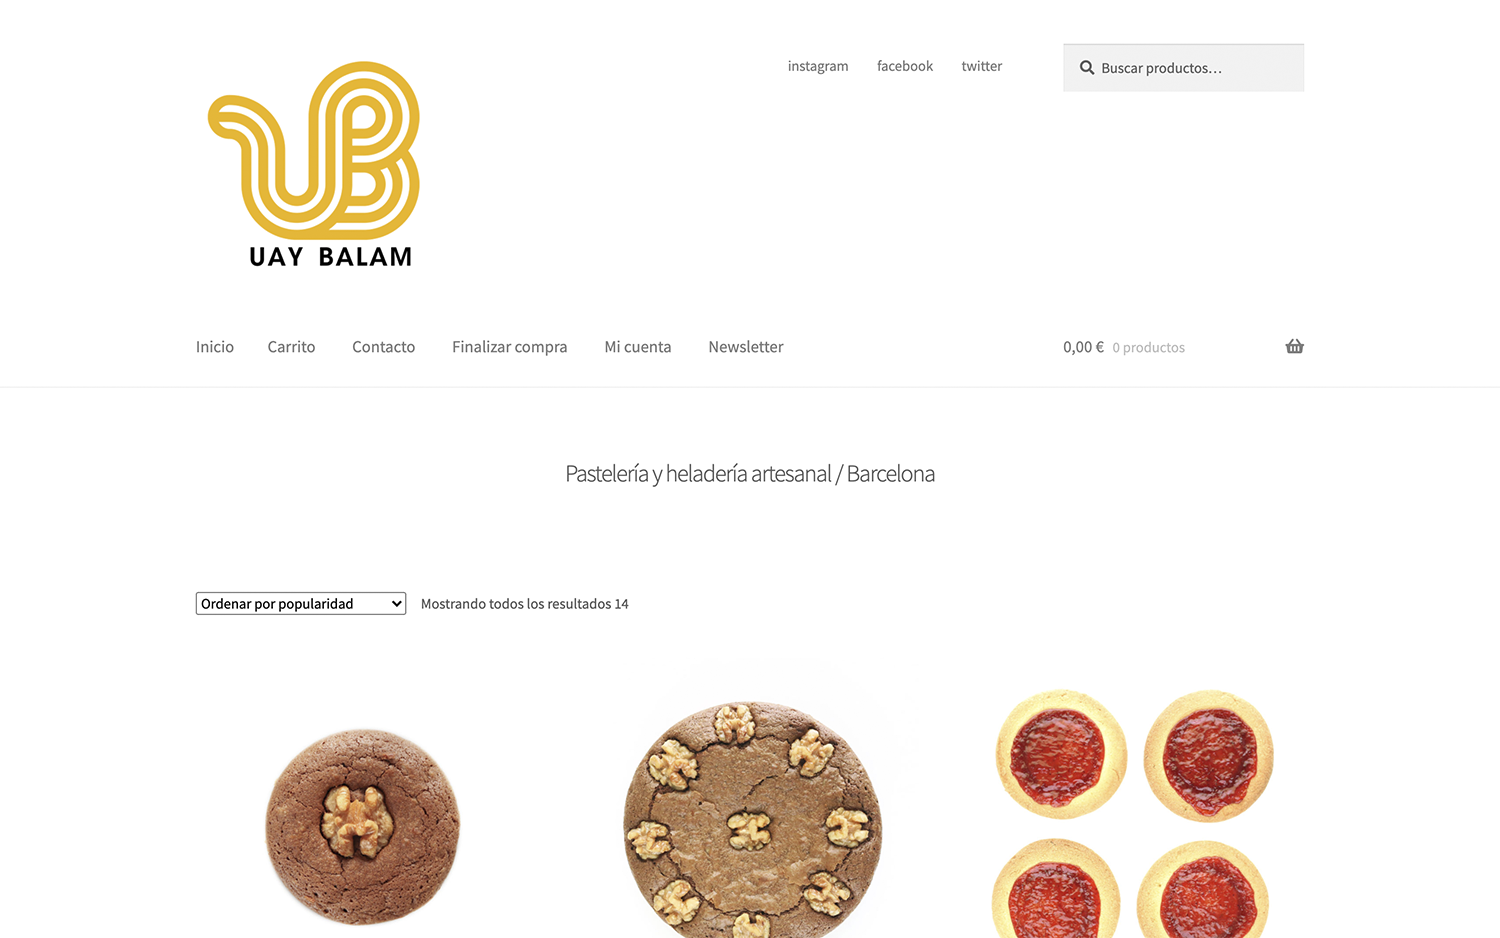 instagram facebook twitter
Buscar productos…
UAY BALAM
Inicio Carrito Contacto Finalizar compra Mi cuenta Newsletter
0,00 € 0 productos
Pastelería y heladería artesanal / Barcelona
Ordenar por popularidad
Mostrando todos los resultados 14